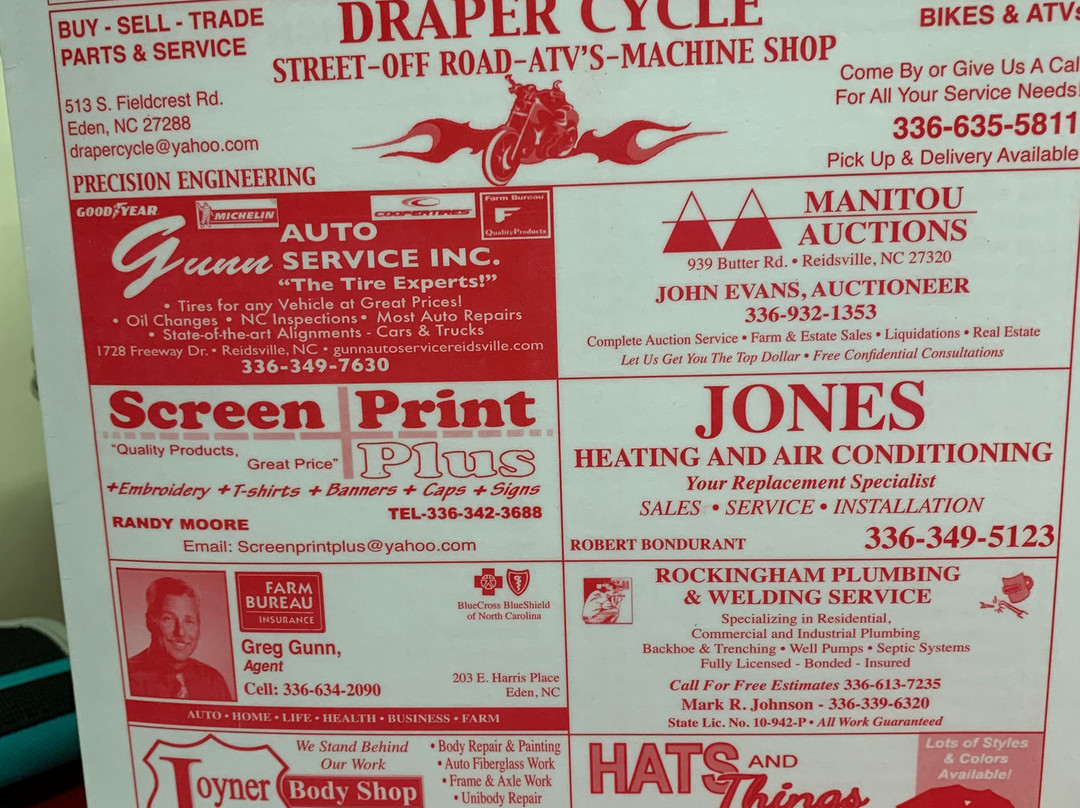 BUY - SELL - TRADE
PARTS & SERVICE
DRAPER CYCLE
STREET-OFF ROAD-ATV'S-MACHINE SHOP
BIKES & ATVs
513 S. Fieldcrest Rd.
Eden, NC 27288
drapercycle@yahoo.com
PRECISION ENGINEERING
Come By or Give Us A Cal
For All Your Service Needs!
336-635-5811
Pick Up & Delivery Available
GOODYEAR
MICHELIN
COOPERTIRES
Farm Bureau
F
Quality Products
Gunn AUTO
SERVICE INC.
"The Tire Experts!"
• Tires for any Vehicle at Great Prices!
• Oil Changes • NC Inspections • Most Auto Repairs
• State-of-the-art Alignments - Cars & Trucks
1728 Freeway Dr. • Reidsville, NC • gunnautoservicereidsville.com
336-349-7630
MANITOU
AUCTIONS
939 Butter Rd. • Reidsville, NC 27320
JOHN EVANS, AUCTIONEER
336-932-1353
Complete Auction Service • Farm & Estate Sales • Liquidations • Real Estate
Let Us Get You The Top Dollar • Free Confidential Consultations
Screen Print
Plus
"Quality Products,
Great Price"
+Embroidery +T-shirts + Banners + Caps + Signs
TEL-336-342-3688
RANDY MOORE
Email: Screenprintplus@yahoo.com
JONES
HEATING AND AIR CONDITIONING
Your Replacement Specialist
SALES • SERVICE • INSTALLATION
ROBERT BONDURANT
336-349-5123
FARM
BUREAU
INSURANCE
BlueCross BlueShield
of North Carolina
Greg Gunn,
Agent
Cell: 336-634-2090
203 E. Harris Place
Eden, NC
AUTO • HOME • LIFE • HEALTH • BUSINESS • FARM
ROCKINGHAM PLUMBING
& WELDING SERVICE
Specializing in Residential,
Commercial and Industrial Plumbing
Backhoe & Trenching • Well Pumps • Septic Systems
Fully Licensed - Bonded - Insured
Call For Free Estimates 336-613-7235
Mark R. Johnson - 336-339-6320
State Lic. No. 10-942-P • All Work Guaranteed
Joyner
Body Shop
We Stand Behind
Our Work
• Body Repair & Painting
• Auto Fiberglass Work
• Frame & Axle Work
• Unibody Repair
HATS AND
Things
Lots of Styles
& Colors
Available!